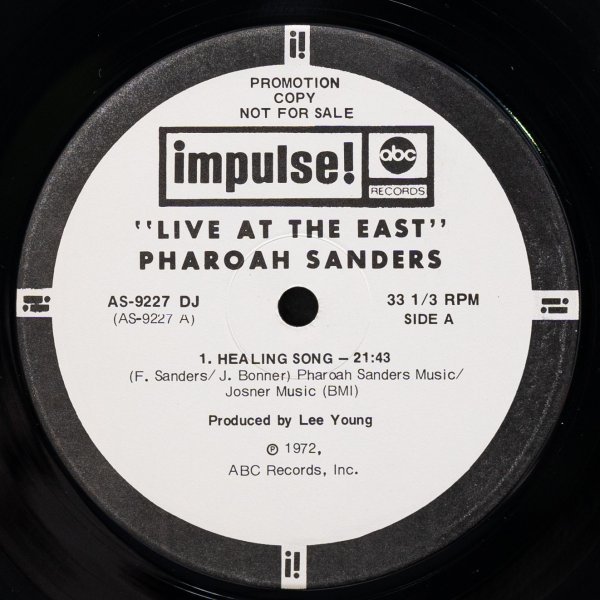 i!
PROMOTION
COPY
NOT FOR SALE
impulse! abc RECORDS
"LIVE AT THE EAST"
PHAROAH SANDERS
AS-9227 DJ 33 1/3 RPM
(AS-9227 A) SIDE A
i! i!
1. HEALING SONG – 21:43
(F. Sanders/ J. Bonner) Pharoah Sanders Music/
Josner Music (BMI)
Produced by Lee Young
℗ 1972,
ABC Records, Inc.
i!